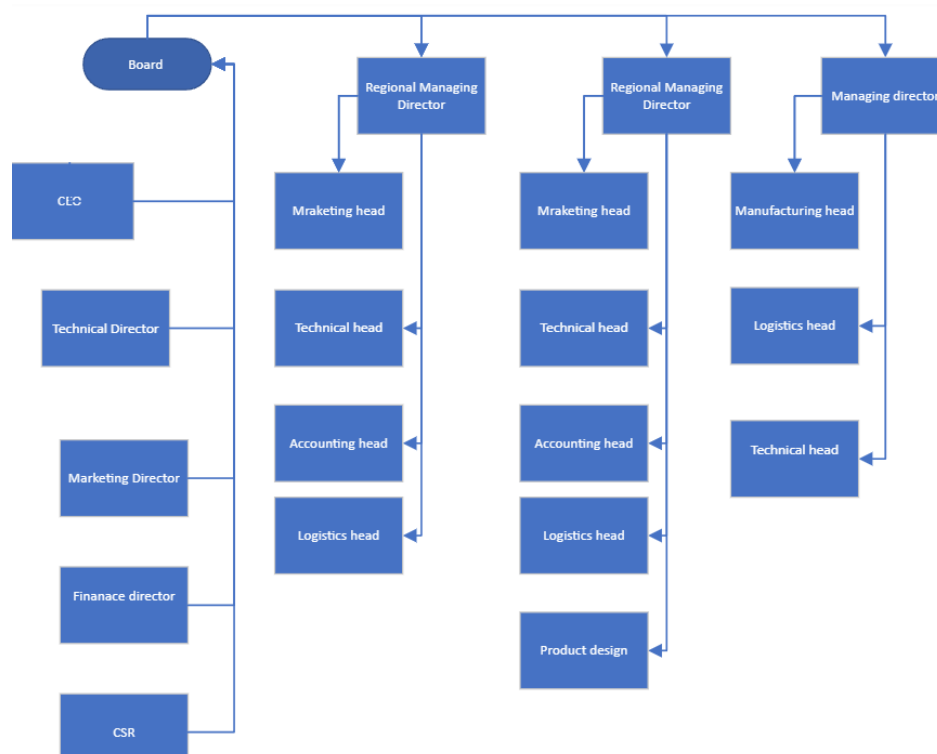 Board
CEO
Technical Director
Marketing Director
Finanace director
CSR
Regional Managing
Director
Mraketing head
Technical head
Accounting head
Logistics head
Regional Managing
Director
Mraketing head
Technical head
Accounting head
Logistics head
Product design
Managing director
Manufacturing head
Logistics head
Technical head